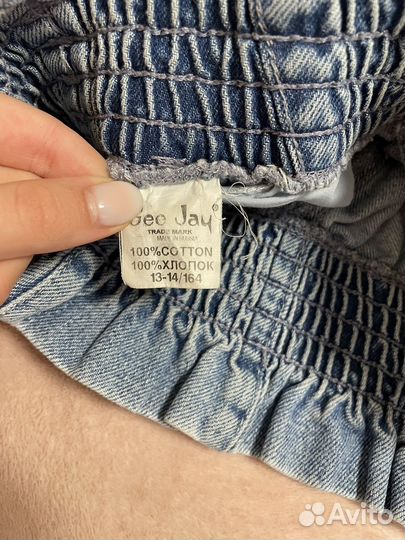 Gee Jay®
TRADE MARK
MADE IN RUSSIA
100%COTTON
100%ХЛОПОК
13-14/164
Avito